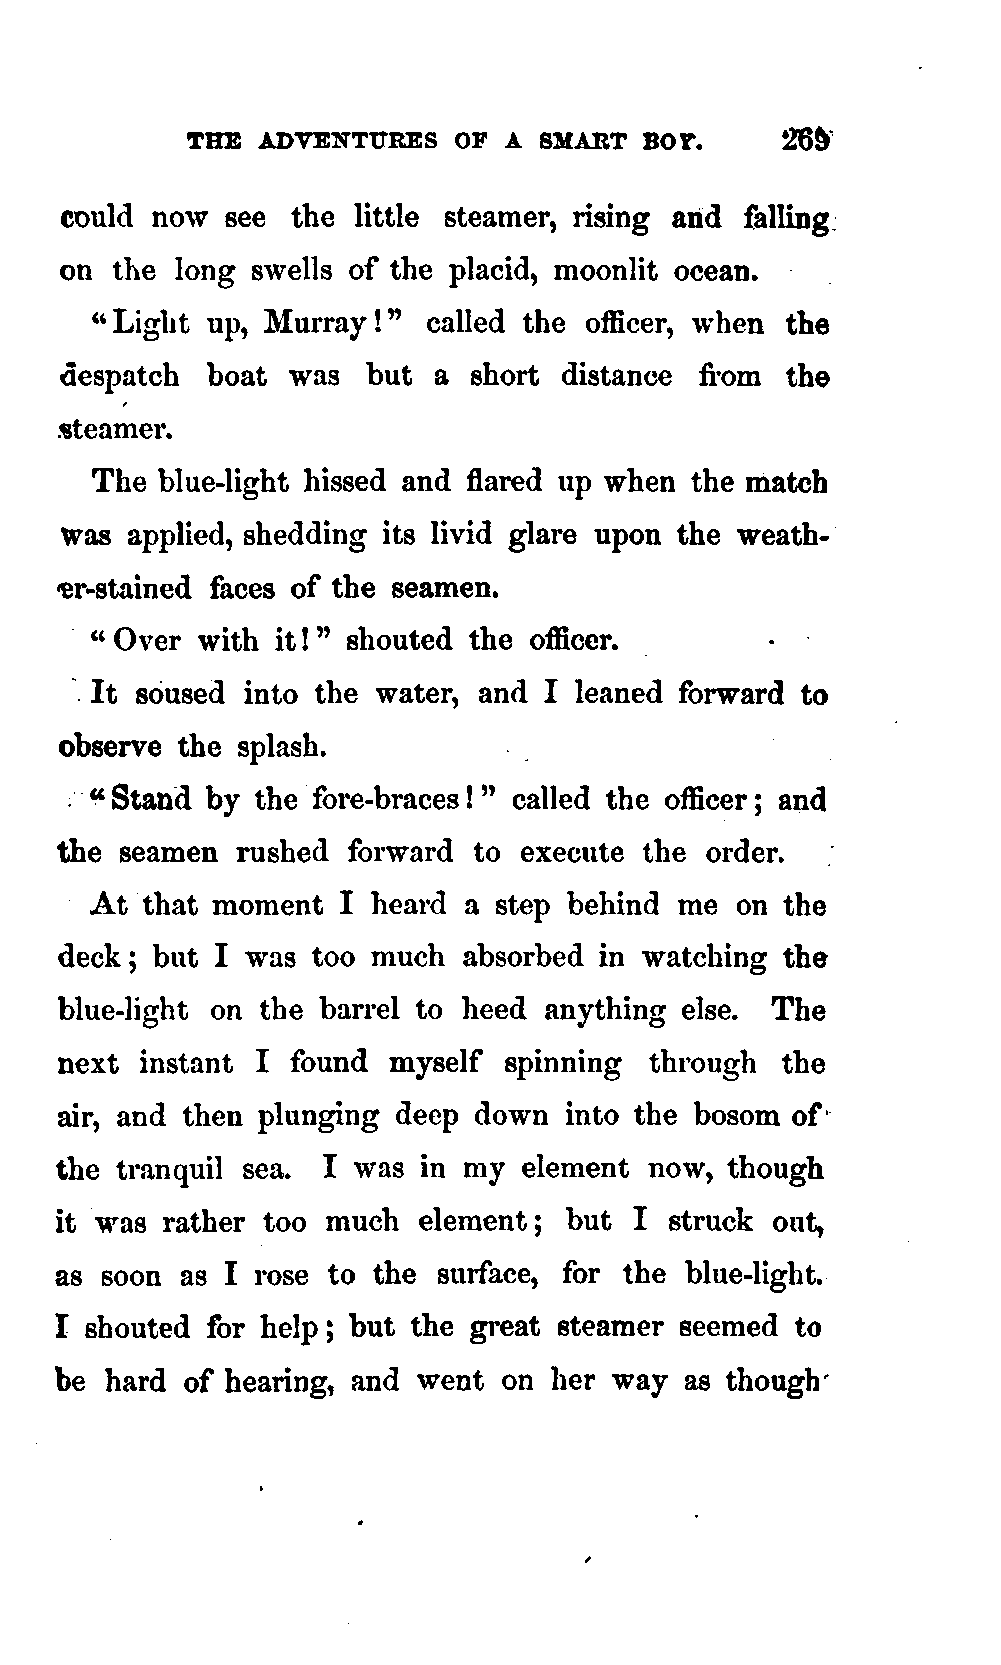 THE ADVENTURES OF A SMART BOY. 269
could now see the little steamer, rising and falling
on the long swells of the placid, moonlit ocean.
"Light up, Murray!" called the officer, when the
despatch boat was but a short distance from the
steamer.
The blue-light hissed and flared up when the match
was applied, shedding its livid glare upon the weath-
er-stained faces of the seamen.
"Over with it!" shouted the officer.
It soused into the water, and I leaned forward to
observe the splash.
"Stand by the fore-braces!" called the officer; and
the seamen rushed forward to execute the order.
At that moment I heard a step behind me on the
deck; but I was too much absorbed in watching the
blue-light on the barrel to heed anything else. The
next instant I found myself spinning through the
air, and then plunging deep down into the bosom of
the tranquil sea. I was in my element now, though
it was rather too much element; but I struck out,
as soon as I rose to the surface, for the blue-light.
I shouted for help; but the great steamer seemed to
be hard of hearing, and went on her way as though